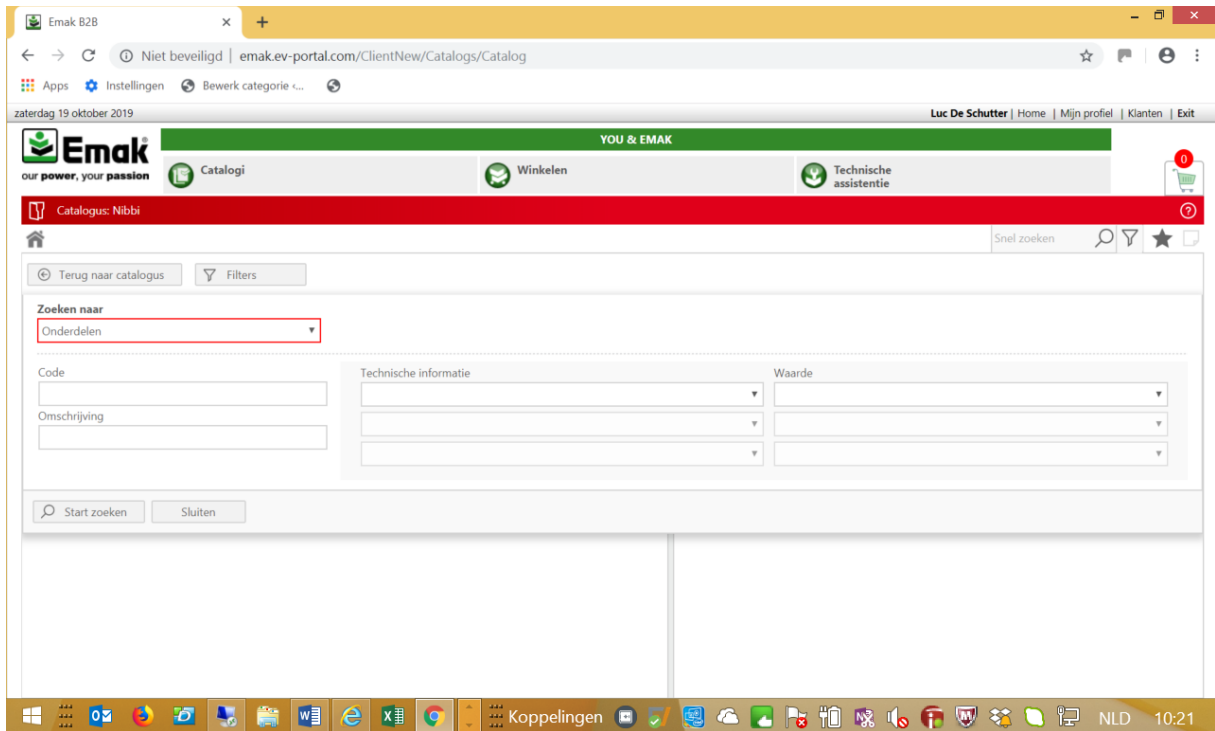 Emak B2B
Niet beveiligd | emak.ev-portal.com/ClientNew/Catalogs/Catalog
Apps Instellingen Bewerk categorie ‹...
zaterdag 19 oktober 2019 Luc De Schutter | Home | Mijn profiel | Klanten | Exit
YOU & EMAK
Emak
our power, your passion
Catalogi Winkelen Technische assistentie 0
Catalogus: Nibbi
Snel zoeken
Terug naar catalogus Filters
Zoeken naar
Onderdelen
Code Technische informatie Waarde
Omschrijving
Start zoeken Sluiten
Koppelingen NLD 10:21